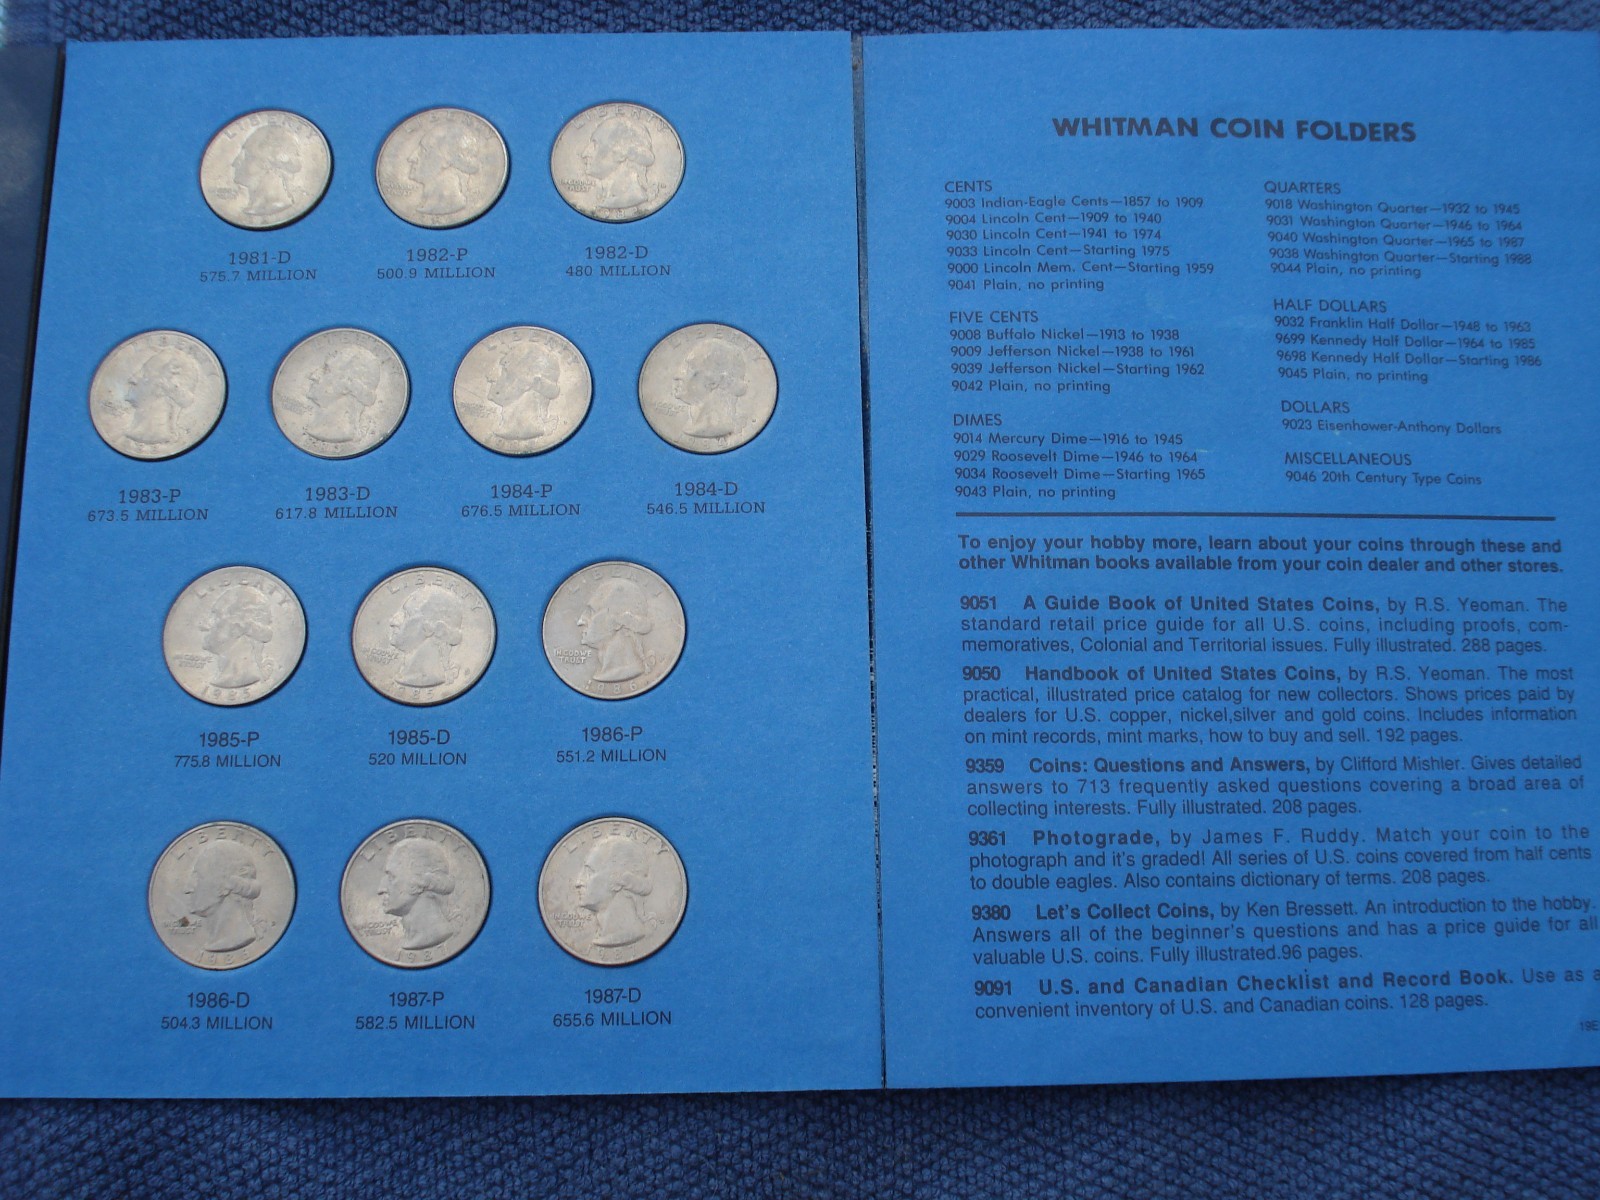 1981-D
575.7 MILLION
1982-P
500.9 MILLION
1982-D
480 MILLION
1983-P
673.5 MILLION
1983-D
617.8 MILLION
1984-P
676.5 MILLION
1984-D
546.5 MILLION
1985-P
775.8 MILLION
1985-D
520 MILLION
1986-P
551.2 MILLION
1986-D
504.3 MILLION
1987-P
582.5 MILLION
1987-D
655.6 MILLION
LIBERTY
IN GOD WE
TRUST
WHITMAN COIN FOLDERS
CENTS
9003 Indian-Eagle Cents—1857 to 1909
9004 Lincoln Cent—1909 to 1940
9030 Lincoln Cent—1941 to 1974
9033 Lincoln Cent—Starting 1975
9000 Lincoln Mem. Cent—Starting 1959
9041 Plain, no printing
FIVE CENTS
9008 Buffalo Nickel—1913 to 1938
9009 Jefferson Nickel—1938 to 1961
9039 Jefferson Nickel—Starting 1962
9042 Plain, no printing
DIMES
9014 Mercury Dime—1916 to 1945
9029 Roosevelt Dime—1946 to 1964
9034 Roosevelt Dime—Starting 1965
9043 Plain, no printing
QUARTERS
9018 Washington Quarter—1932 to 1945
9031 Washington Quarter—1946 to 1964
9040 Washington Quarter—1965 to 1987
9038 Washington Quarter—Starting 1988
9044 Plain, no printing
HALF DOLLARS
9032 Franklin Half Dollar—1948 to 1963
9699 Kennedy Half Dollar—1964 to 1985
9698 Kennedy Half Dollar—Starting 1986
9045 Plain, no printing
DOLLARS
9023 Eisenhower-Anthony Dollars
MISCELLANEOUS
9046 20th Century Type Coins
To enjoy your hobby more, learn about your coins through these and
other Whitman books available from your coin dealer and other stores.
9051 A Guide Book of United States Coins, by R.S. Yeoman. The
standard retail price guide for all U.S. coins, including proofs, com-
memoratives, Colonial and Territorial issues. Fully illustrated. 288 pages.
9050 Handbook of United States Coins, by R.S. Yeoman. The most
practical, illustrated price catalog for new collectors. Shows prices paid by
dealers for U.S. copper, nickel,silver and gold coins. Includes information
on mint records, mint marks, how to buy and sell. 192 pages.
9359 Coins: Questions and Answers, by Clifford Mishler. Gives detailed
answers to 713 frequently asked questions covering a broad area of
collecting interests. Fully illustrated. 208 pages.
9361 Photograde, by James F. Ruddy. Match your coin to the
photograph and it's graded! All series of U.S. coins covered from half cents
to double eagles. Also contains dictionary of terms. 208 pages.
9380 Let's Collect Coins, by Ken Bressett. An introduction to the hobby.
Answers all of the beginner's questions and has a price guide for all
valuable U.S. coins. Fully illustrated.96 pages.
9091 U.S. and Canadian Checklist and Record Book. Use as a
convenient inventory of U.S. and Canadian coins. 128 pages.